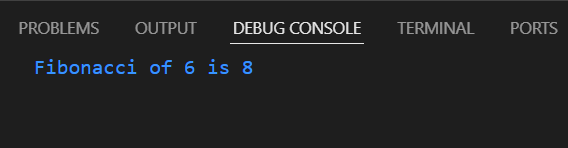 PROBLEMS OUTPUT DEBUG CONSOLE TERMINAL PORTS
Fibonacci of 6 is 8